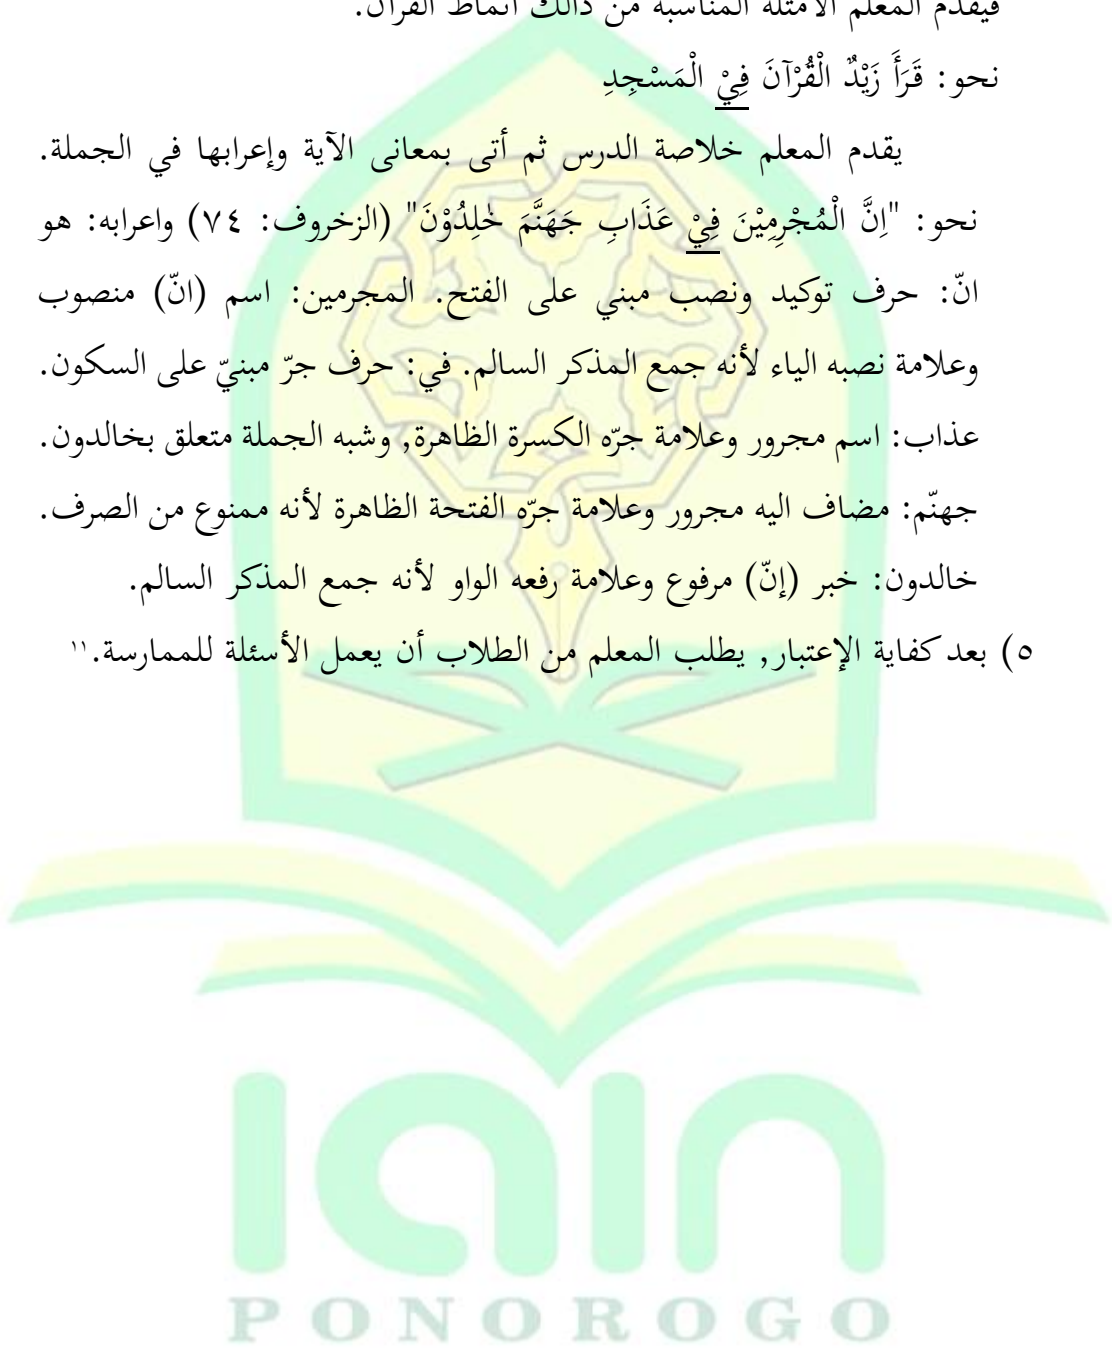 فيقدم المعلم الأمثلة المناسبة من ذالك أنماط القرآن.
نحو: قَرَأَ زَيْدٌ الْقُرْآنَ فِيْ الْمَسْجِدِ
يقدم المعلم خلاصة الدرس ثم أتى بمعانى الآية وإعرابها في الجملة.
نحو: "اِنَّ الْمُجْرِمِيْنَ فِيْ عَذَابِ جَهَنَّمَ خٰلِدُوْنَ" (الزخروف: ٧٤) واعرابه: هو
انّ: حرف توكيد ونصب مبني على الفتح. المجرمين: اسم (انّ) منصوب
وعلامة نصبه الياء لأنه جمع المذكر السالم. في: حرف جرّ مبنيّ على السكون.
عذاب: اسم مجرور وعلامة جرّه الكسرة الظاهرة, وشبه الجملة متعلق بخالدون.
جهنّم: مضاف اليه مجرور وعلامة جرّه الفتحة الظاهرة لأنه ممنوع من الصرف.
خالدون: خبر (إنّ) مرفوع وعلامة رفعه الواو لأنه جمع المذكر السالم.
٥) بعد كفاية الإعتبار, يطلب المعلم من الطلاب أن يعمل الأسئلة للممارسة.١١
iain
PONOROGO